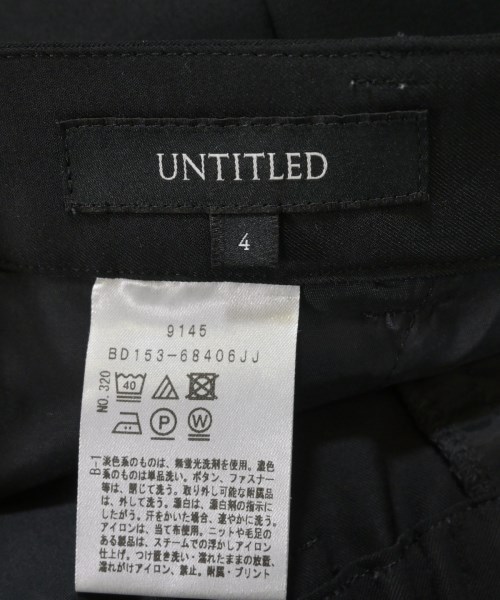 UNTITLED
4
9145
BD153-68406JJ
NO.320
40
P
W
B-1
淡色系のものは、無蛍光洗剤を使用。濃色
系のものは単品洗い。ボタン、ファスナー
等は、閉じて洗う。取り外し可能な附属品
は、外して洗う。漂白は、漂白剤の指示に
したがう。汗をかいた場合、速やかに洗う。
アイロンは、当て布使用。ニットや毛足の
ある製品は、スチームでの浮かしアイロン
仕上げ。つけ置き洗い・濡れたままの放置、
濡れがけアイロン、禁止。附属・プリント